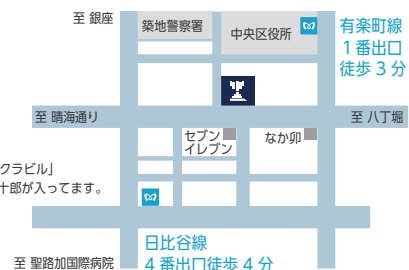 至 銀座
築地警察署
中央区役所
有楽町線
1番出口
徒歩 3 分
至 晴海通り
至 八丁堀
セブン
イレブン
なか卯
クラビル」
十郎が入ってます。
日比谷線
4 番出口徒歩 4 分
至 聖路加国際病院